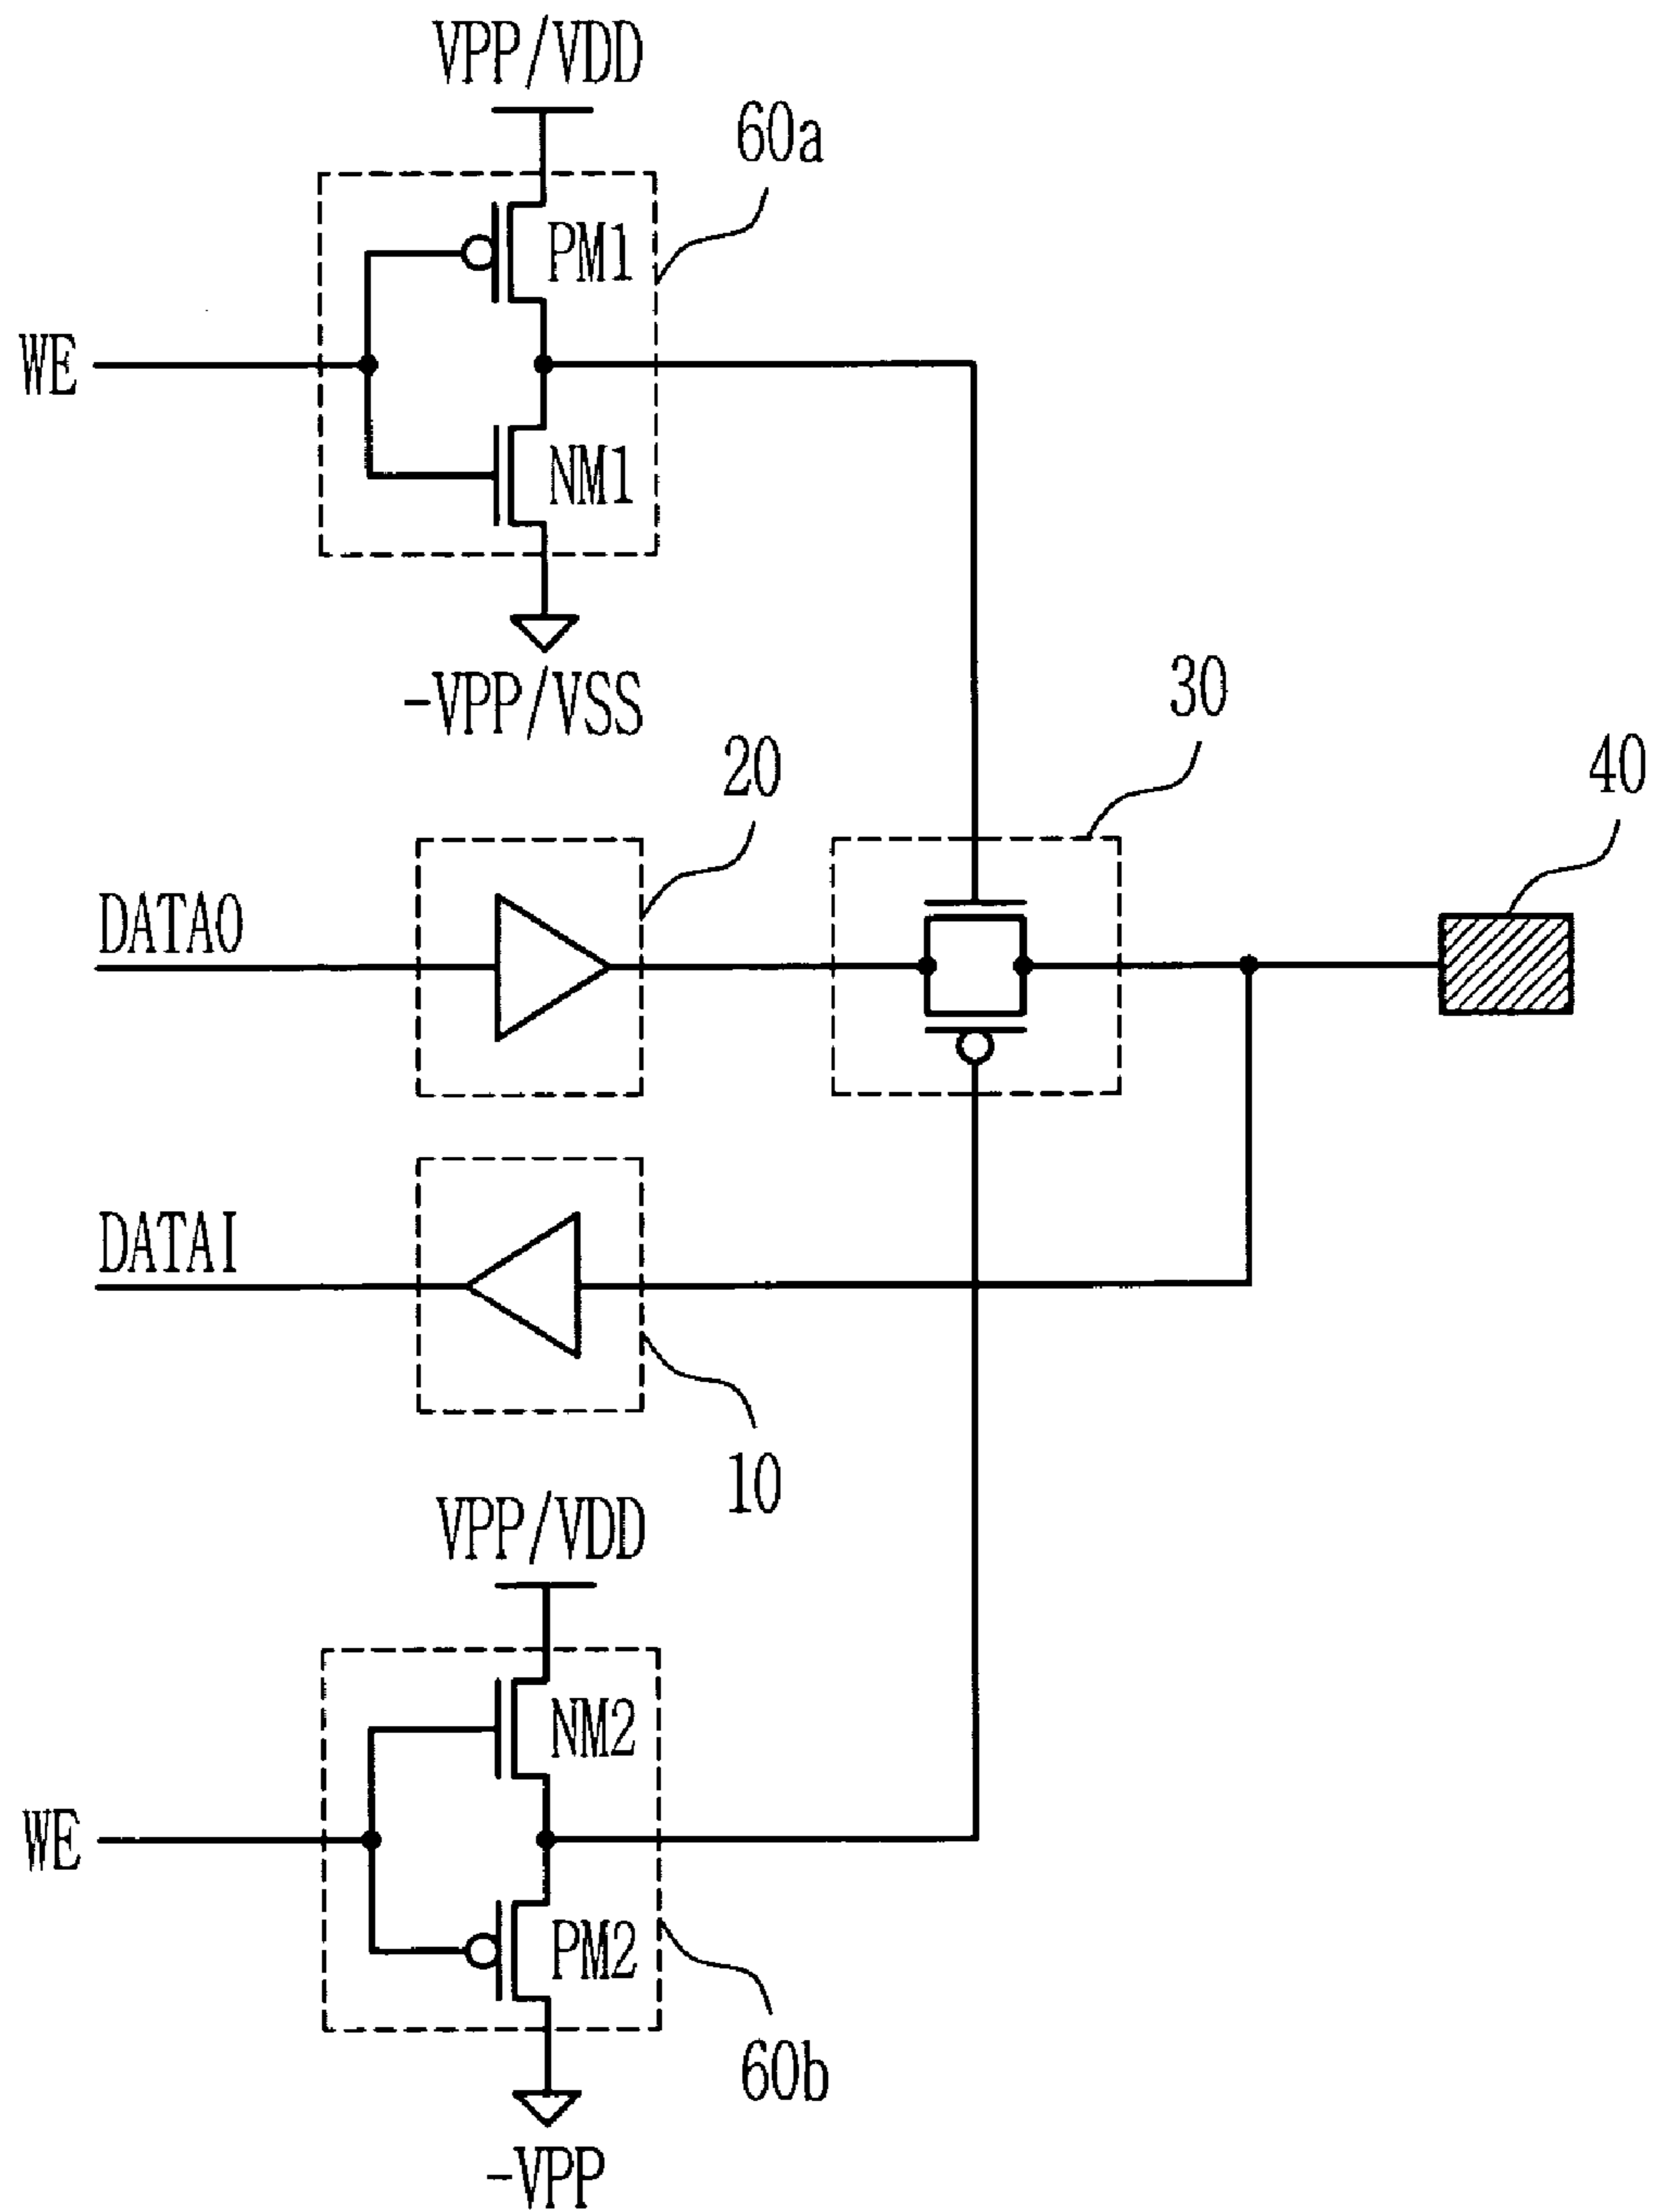 VPP/VDD
60a
PM1
WE
NM1
-VPP/VSS
30
20
40
DATAO
DATAI
10
VPP/VDD
NM2
WE
PM2
60b
-VPP